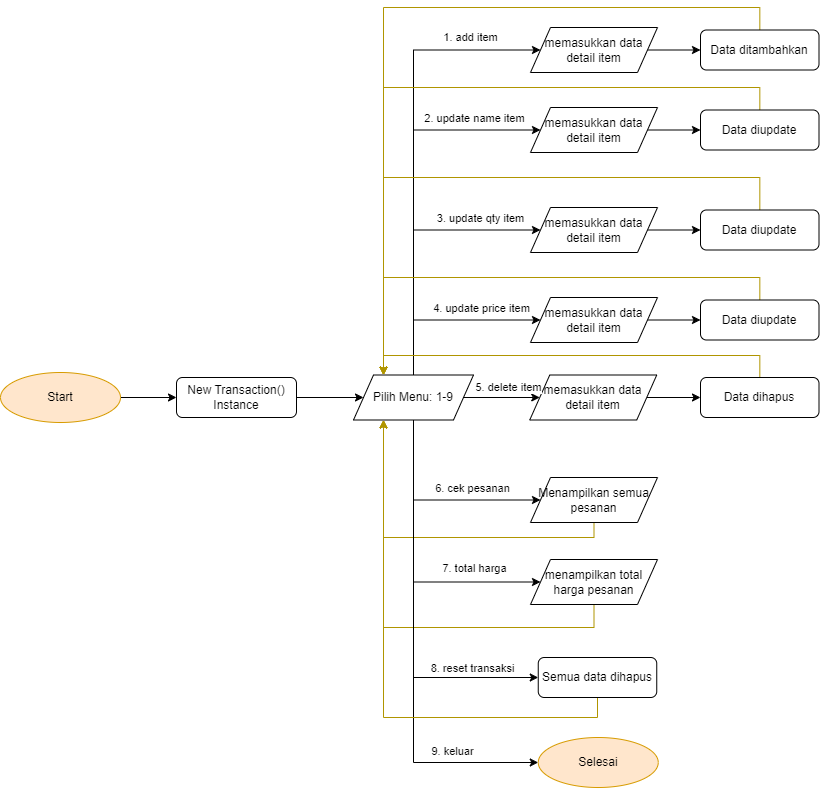 1. add item
memasukkan data
detail item
Data ditambahkan
2. update name item
memasukkan data
detail item
Data diupdate
3. update qty item
memasukkan data
detail item
Data diupdate
4. update price item
memasukkan data
detail item
Data diupdate
Start
New Transaction()
Instance
Pilih Menu: 1-9
5. delete item
memasukkan data
detail item
Data dihapus
6. cek pesanan
Menampilkan semua
pesanan
7. total harga
menampilkan total
harga pesanan
8. reset transaksi
Semua data dihapus
9. keluar
Selesai